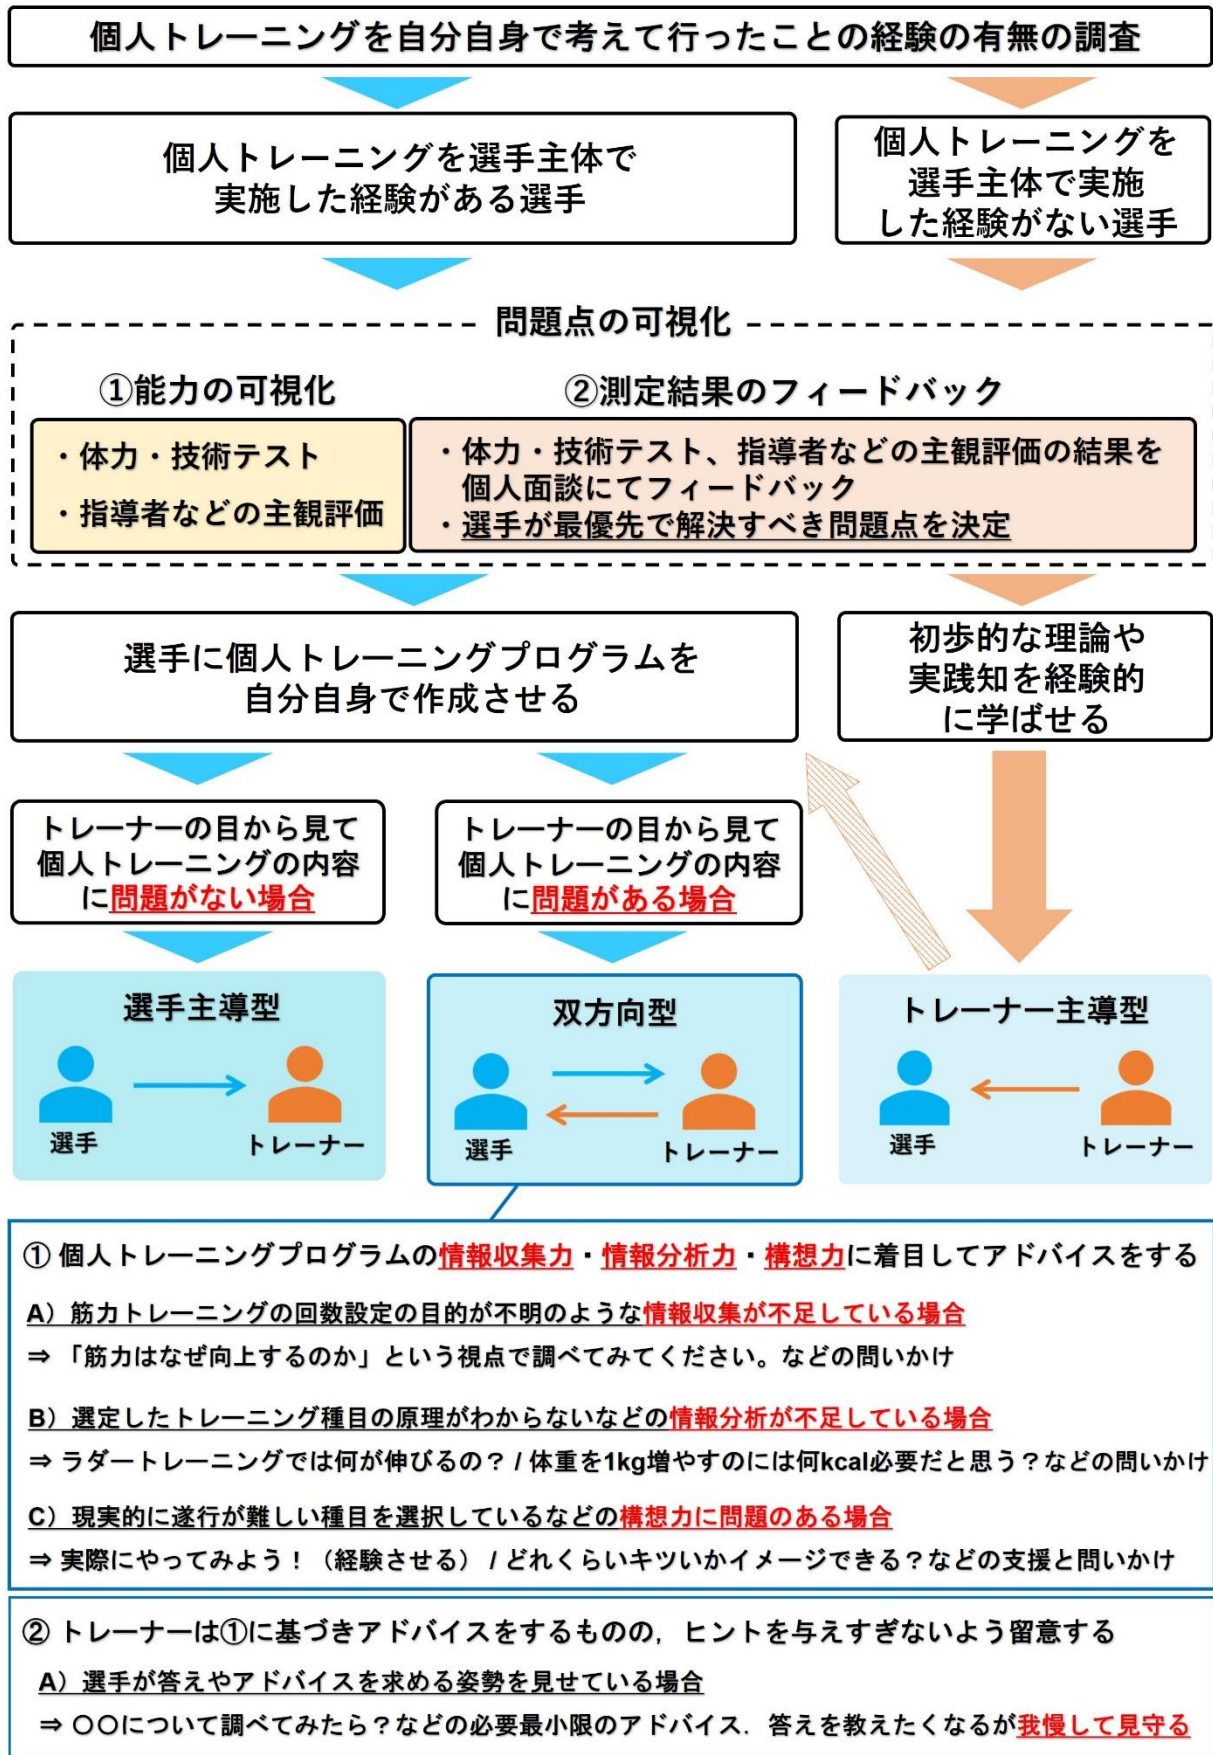 個人トレーニングを自分自身で考えて行ったことの経験の有無の調査
個人トレーニングを選手主体で
実施した経験がある選手
個人トレーニングを
選手主体で実施
した経験がない選手
問題点の可視化
①能力の可視化
・体力・技術テスト
・指導者などの主観評価
②測定結果のフィードバック
・体力・技術テスト、指導者などの主観評価の結果を
個人面談にてフィードバック
・選手が最優先で解決すべき問題点を決定
選手に個人トレーニングプログラムを
自分自身で作成させる
初歩的な理論や
実践知を経験的
に学ばせる
トレーナーの目から見て
個人トレーニングの内容
に問題がない場合
トレーナーの目から見て
個人トレーニングの内容
に問題がある場合
選手主導型
選手
トレーナー
双方向型
選手
トレーナー
トレーナー主導型
選手
トレーナー
① 個人トレーニングプログラムの情報収集力・情報分析力・構想力に着目してアドバイスをする
A）筋力トレーニングの回数設定の目的が不明のような情報収集が不足している場合
⇒ 「筋力はなぜ向上するのか」という視点で調べてみてください。などの問いかけ
B）選定したトレーニング種目の原理がわからないなどの情報分析が不足している場合
⇒ ラダートレーニングでは何が伸びるの？ / 体重を1kg増やすのには何kcal必要だと思う？などの問いかけ
C）現実的に遂行が難しい種目を選択しているなどの構想力に問題のある場合
⇒ 実際にやってみよう！（経験させる） / どれくらいキツいかイメージできる？などの支援と問いかけ
② トレーナーは①に基づきアドバイスをするものの，ヒントを与えすぎないよう留意する
A）選手が答えやアドバイスを求める姿勢を見せている場合
⇒ 〇〇について調べてみたら？などの必要最小限のアドバイス．答えを教えたくなるが我慢して見守る